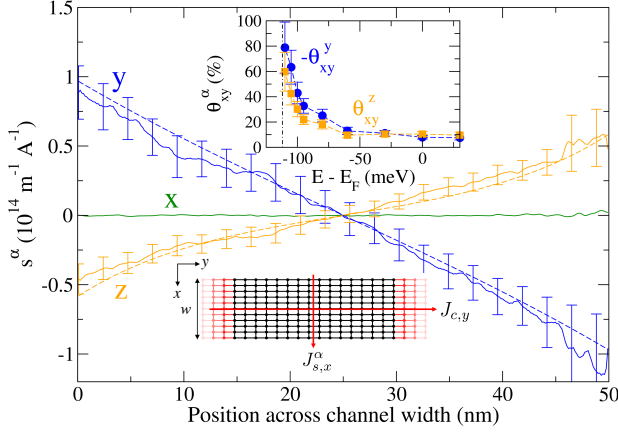 1.5
1
0.5
0
-0.5
-1
s^α (10^14 m^-1 A^-1)
y
x
z
100
80
60
40
20
0
θ^α_xy (%)
-θ^y_xy
θ^z_xy
-100 -50 0
E - E_F (meV)
y
x
w
J_c,y
J^α_s,x
0 10 20 30 40 50
Position across channel width (nm)